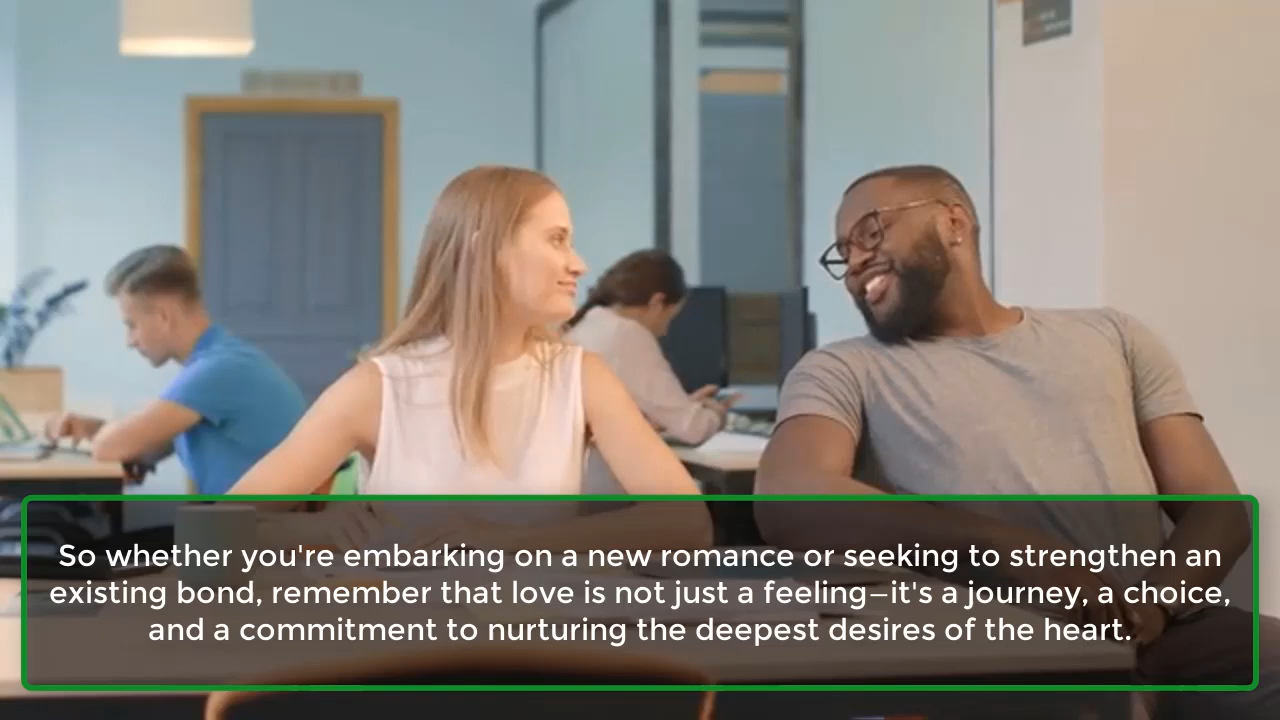 So whether you're embarking on a new romance or seeking to strengthen an
existing bond, remember that love is not just a feeling—it's a journey, a choice,
and a commitment to nurturing the deepest desires of the heart.